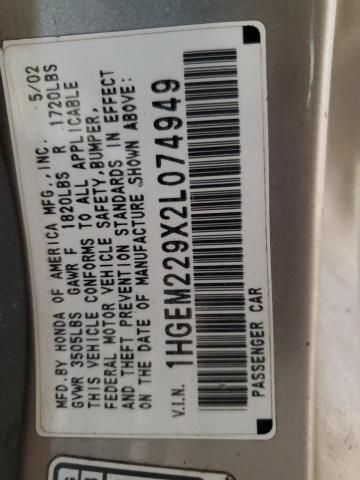 MFD.BY HONDA OF AMERICA MFG.,INC. 5/02
GVWR 3505LBS GAWR F 1820LBS R 1720LBS
THIS VEHICLE CONFORMS TO ALL APPLICABLE
FEDERAL MOTOR VEHICLE SAFETY,BUMPER,
AND THEFT PREVENTION STANDARDS IN EFFECT
ON THE DATE OF MANUFACTURE SHOWN ABOVE:
V.I.N. 1HGEM229X2L074949
PASSENGER CAR